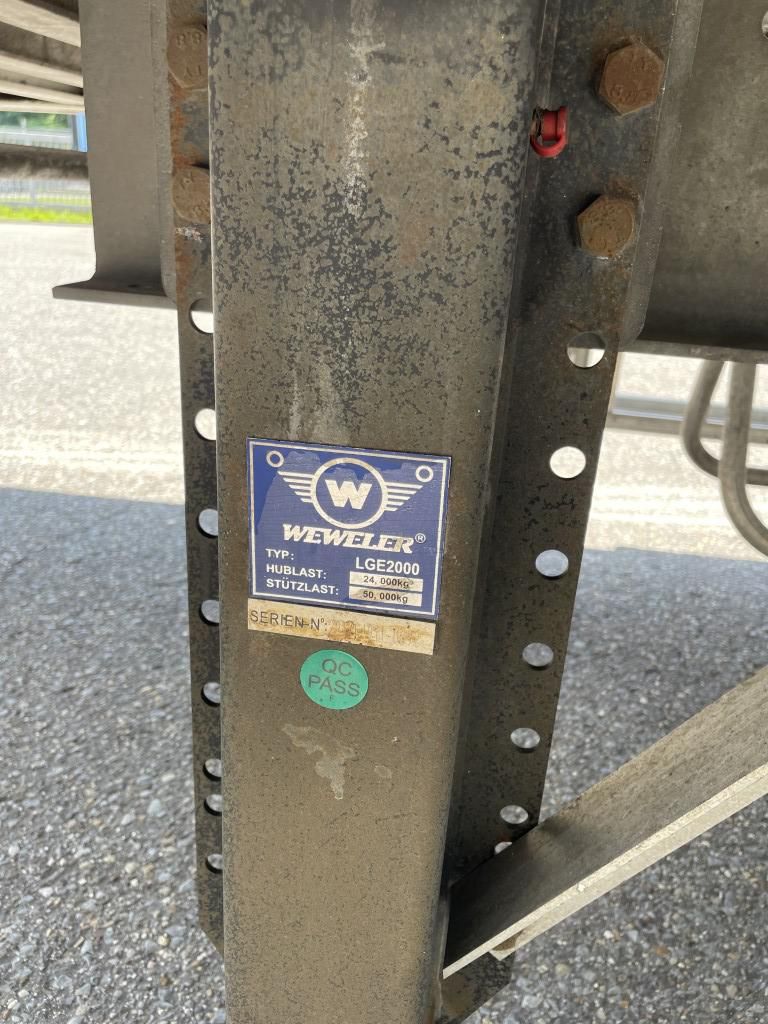 W
WEWELER®
TYP: LGE2000
HUBLAST: 24,000kg
STÜTZLAST: 50,000kg
SERIEN-Nº:
QC
PASS